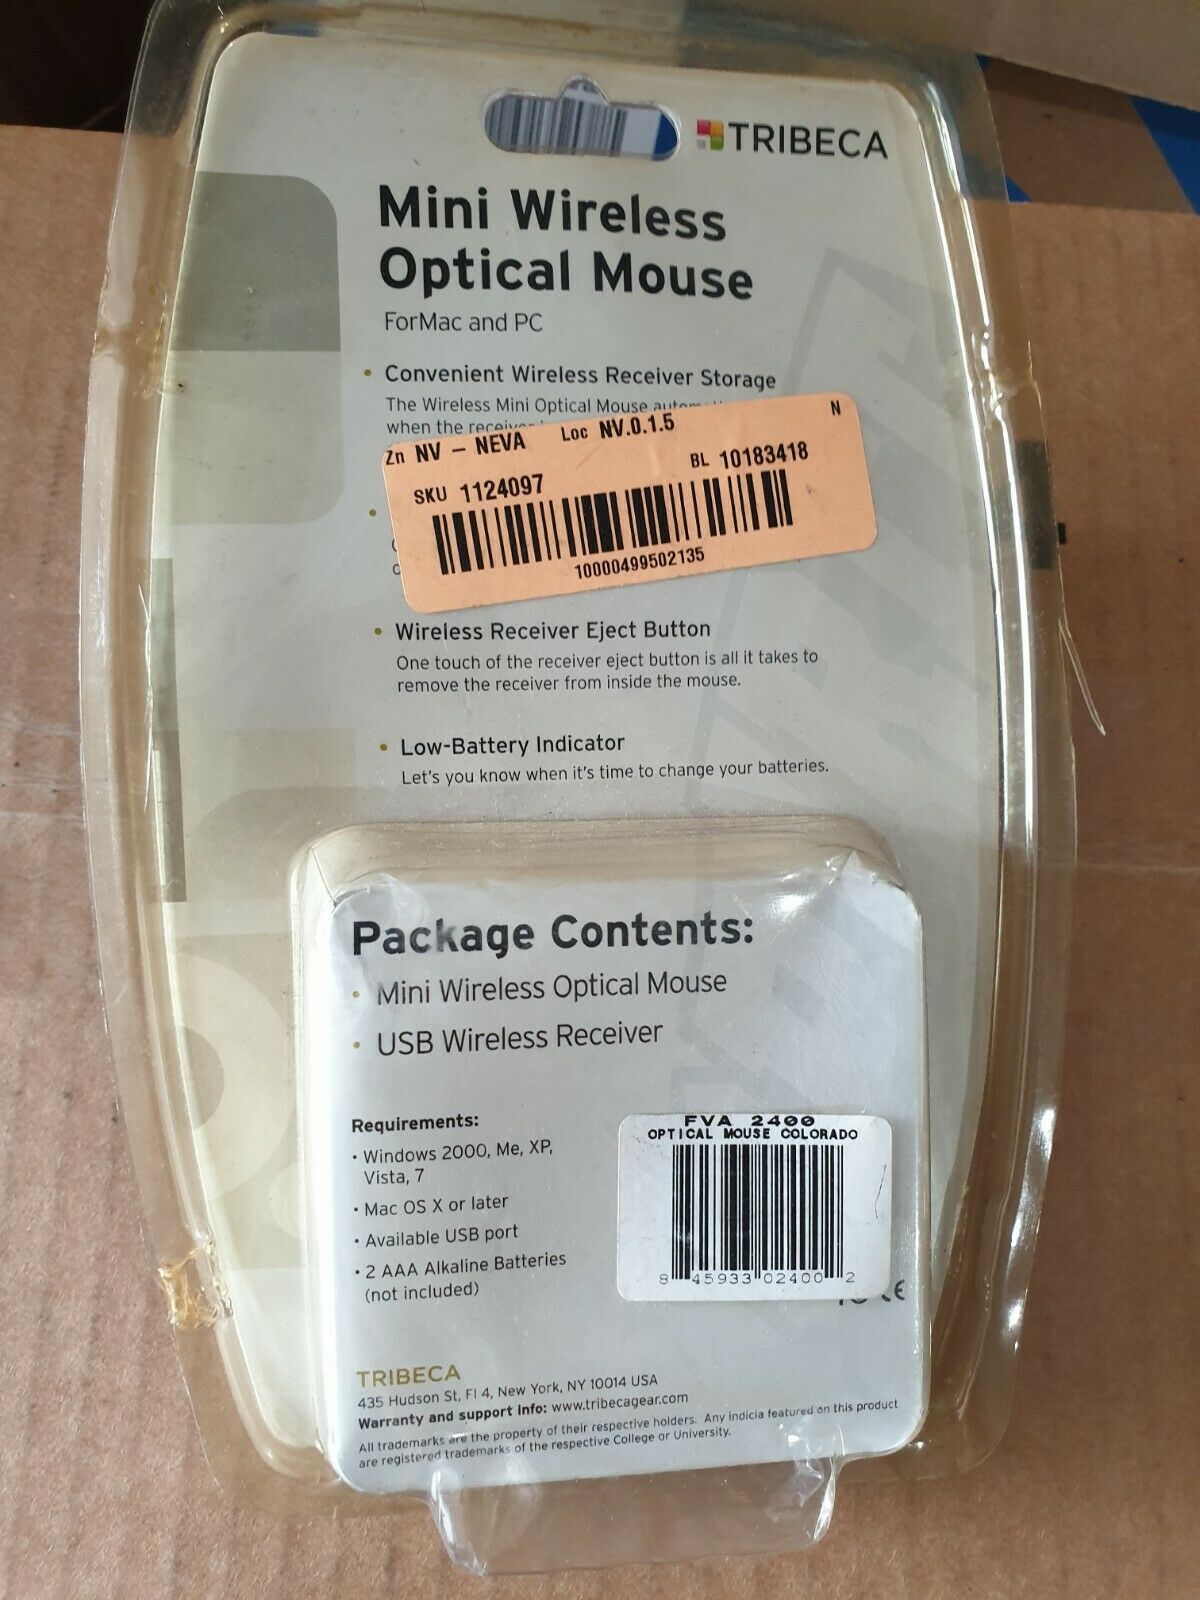 TRIBECA
Mini Wireless
Optical Mouse
ForMac and PC
• Convenient Wireless Receiver Storage
The Wireless Mini Optical Mouse
when the
Zn NV - NEVA Loc NV.0.1.5 N
SKU 1124097 BL 10183418
10000499502135
• Wireless Receiver Eject Button
One touch of the receiver eject button is all it takes to
remove the receiver from inside the mouse.
• Low-Battery Indicator
Let's you know when it's time to change your batteries.
Package Contents:
• Mini Wireless Optical Mouse
• USB Wireless Receiver
Requirements:
• Windows 2000, Me, XP,
Vista, 7
• Mac OS X or later
• Available USB port
• 2 AAA Alkaline Batteries
(not included)
FVA 2400
OPTICAL MOUSE COLORADO
8 45933 02400 2
CE
TRIBECA
435 Hudson St, Fl 4, New York, NY 10014 USA
Warranty and support Info: www.tribecagear.com
All trademarks are the property of their respective holders. Any indicia featured on this product
are registered trademarks of the respective College or University.